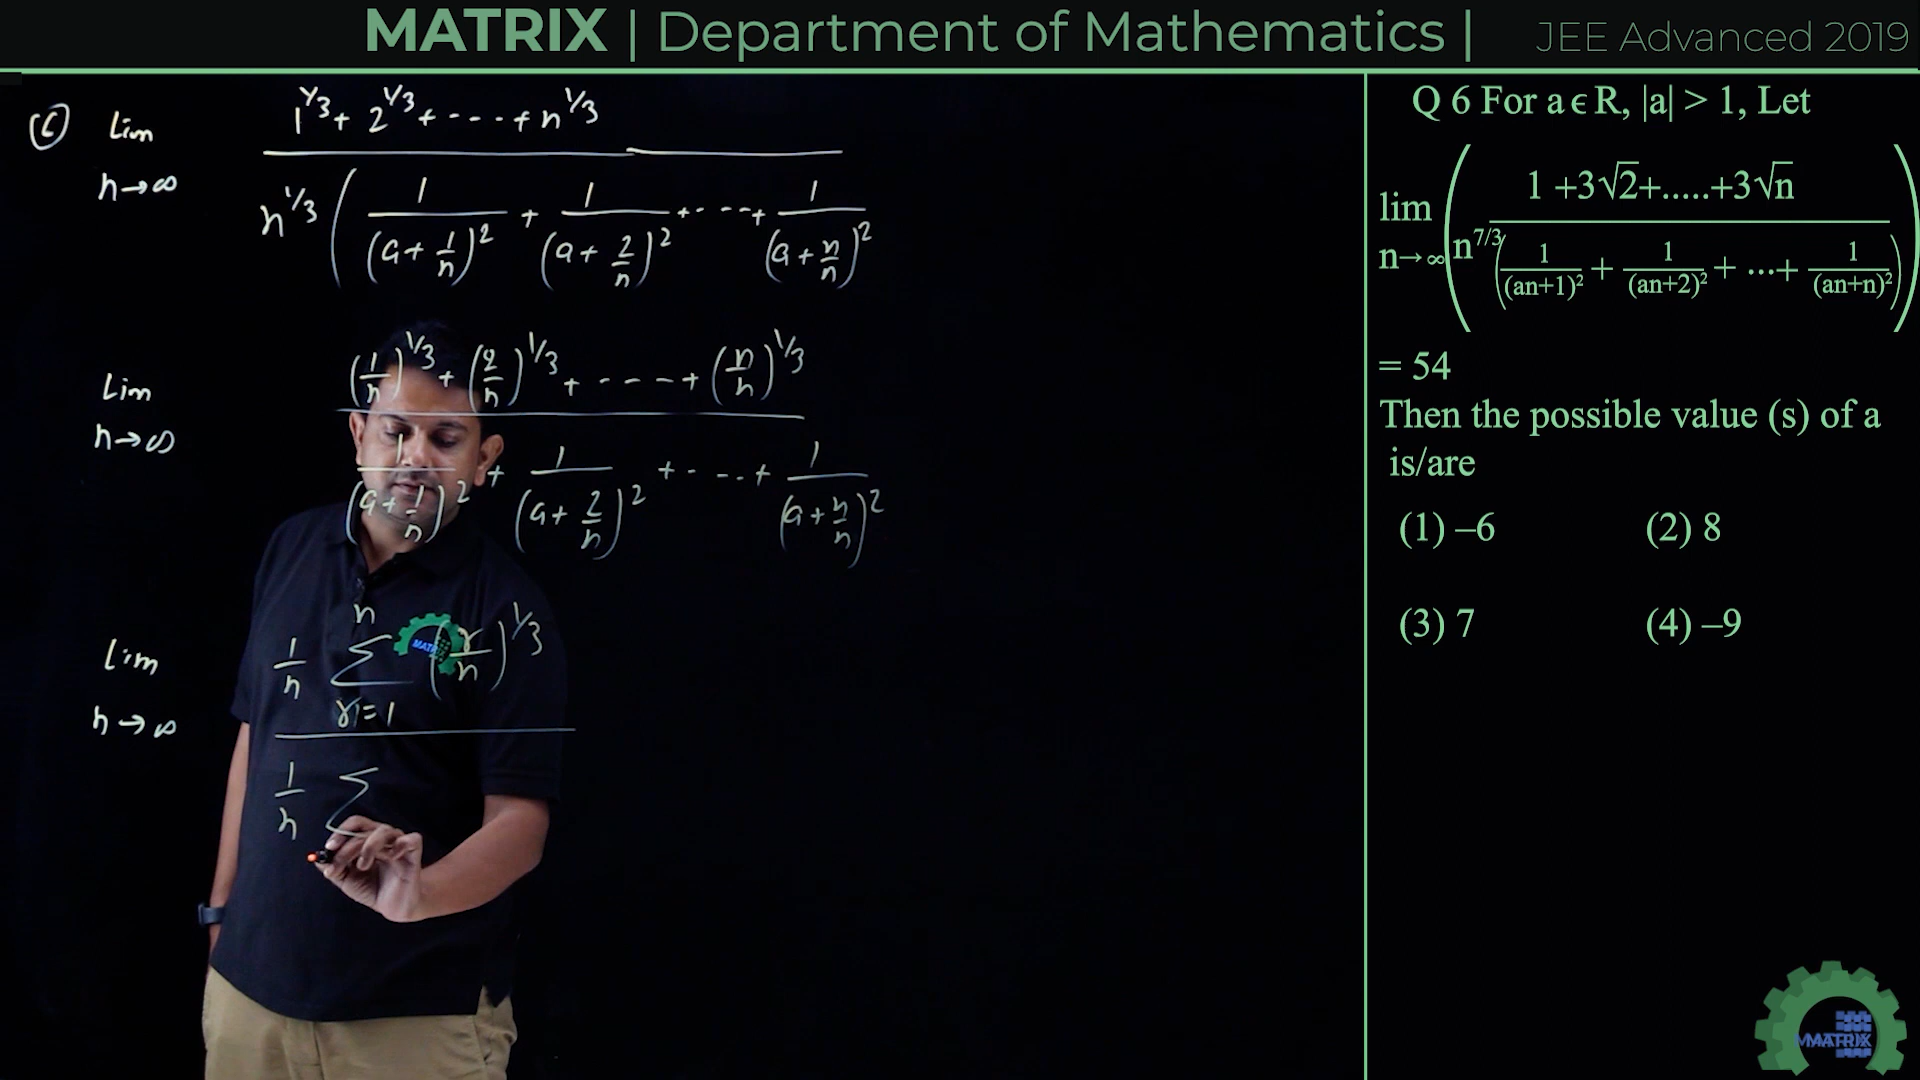 MATRIX | Department of Mathematics | JEE Advanced 2019
(C) Lim n→∞ 1^1/3 + 2^1/3 + ---- + n^1/3
n^1/3 ( 1/(a + 1/n)^2 + 1/(a + 2/n)^2 + ---- + 1/(a + n/n)^2
Lim n→∞ (1/n)^1/3 + (2/n)^1/3 + ---- + (n/n)^1/3
1/(a + 1/n)^2 + 1/(a + 2/n)^2 + ---- + 1/(a + n/n)^2
Lim n→∞ 1/n n Σ r=1 (r/n)^1/3
1/n Σ
MATRIX
Q 6 For a ϵ R, |a| > 1, Let
lim n→∞ ( 1 +3√2+.....+3√n
n^7/3 ( 1/(an+1)² + 1/(an+2)² + ...+ 1/(an+n)² ) )
= 54
Then the possible value (s) of a
is/are
(1) –6 (2) 8
(3) 7 (4) –9
MATRIX